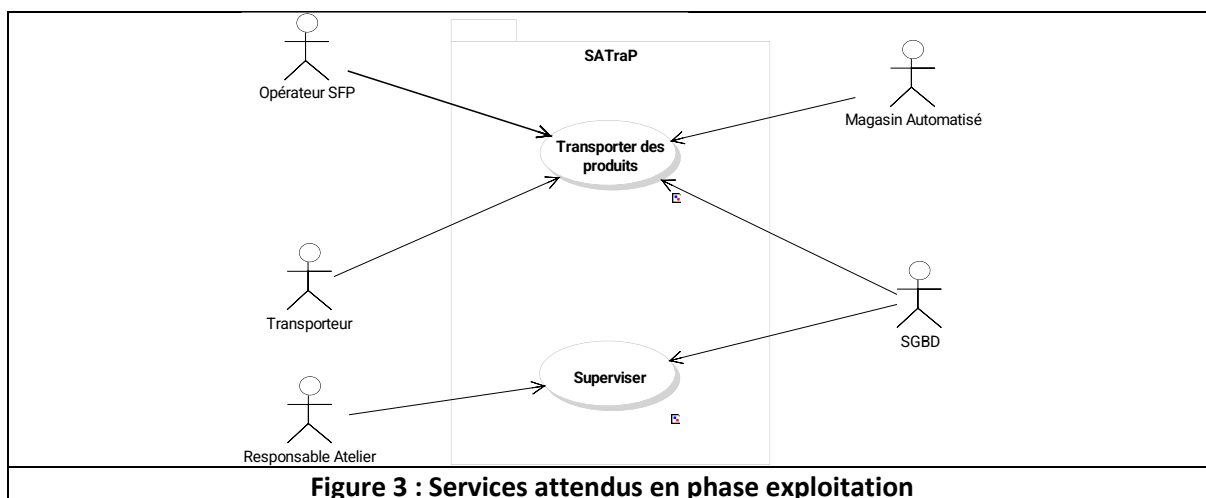 SATraP
Opérateur SFP
Magasin Automatisé
Transporter des
produits
Transporteur
SGBD
Superviser
Responsable Atelier
Figure 3 : Services attendus en phase exploitation